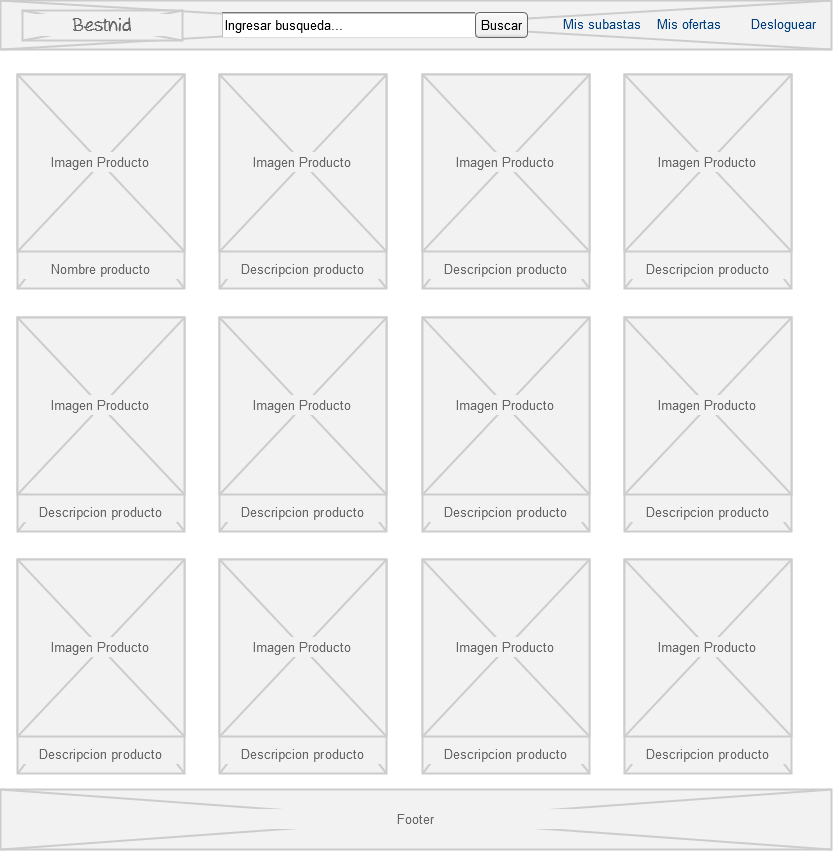 Bestnid
Ingresar busqueda...
Buscar
Mis subastas
Mis ofertas
Desloguear
Imagen Producto
Imagen Producto
Imagen Producto
Imagen Producto
Nombre producto
Descripcion producto
Descripcion producto
Descripcion producto
Imagen Producto
Imagen Producto
Imagen Producto
Imagen Producto
Descripcion producto
Descripcion producto
Descripcion producto
Descripcion producto
Imagen Producto
Imagen Producto
Imagen Producto
Imagen Producto
Descripcion producto
Descripcion producto
Descripcion producto
Descripcion producto
Footer